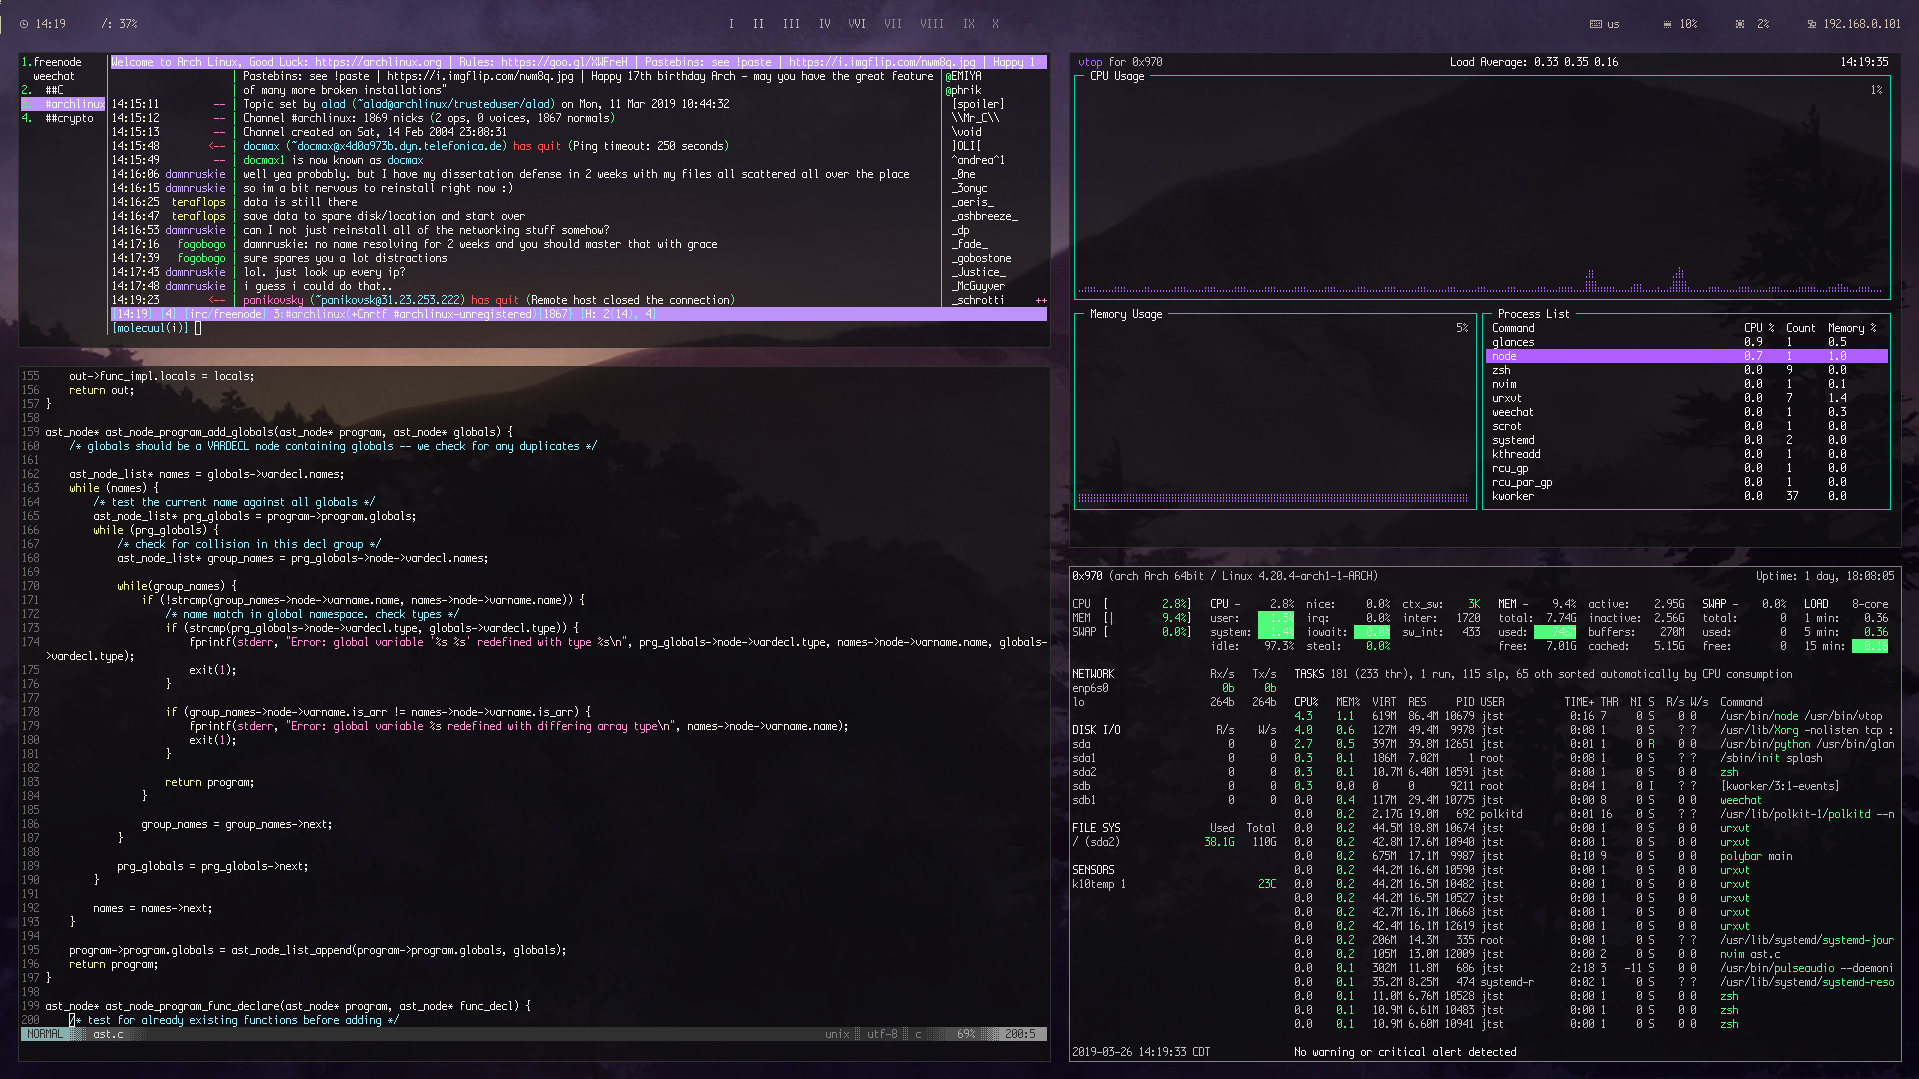 14:19 /: 37% I II III IV VVI VII VIII IX X us 10% 2% 192.168.0.101
1.freenode
weechat
2. ##C
#archlinux
4. ##crypto
Welcome to Arch Linux, Good Luck: https://archlinux.org | Rules: https://goo.gl/XWFreH | Pastebins: see !paste | https://i.imgflip.com/nwm8q.jpg | Happy 1
| Pastebins: see !paste | https://i.imgflip.com/nwm8q.jpg | Happy 17th birthday Arch - may you have the great feature
| of many more broken installations"
14:15:11 -- | Topic set by alad (~alad@archlinux/trusteduser/alad) on Mon, 11 Mar 2019 10:44:32
14:15:12 -- | Channel #archlinux: 1869 nicks (2 ops, 0 voices, 1867 normals)
14:15:13 -- | Channel created on Sat, 14 Feb 2004 23:08:31
14:15:48 <-- | docmax (~docmax@x4d0a973b.dyn.telefonica.de) has quit (Ping timeout: 250 seconds)
14:15:49 -- | docmax1 is now known as docmax
14:16:06 damnruskie | well yea probably. but I have my dissertation defense in 2 weeks with my files all scattered all over the place
14:16:15 damnruskie | so im a bit nervous to reinstall right now :)
14:16:25 teraflops | data is still there
14:16:47 teraflops | save data to spare disk/location and start over
14:16:53 damnruskie | can I not just reinstall all of the networking stuff somehow?
14:17:16 fogobogo | damnruskie: no name resolving for 2 weeks and you should master that with grace
14:17:39 fogobogo | sure spares you a lot distractions
14:17:43 damnruskie | lol. just look up every ip?
14:17:48 damnruskie | i guess i could do that..
14:19:23 <-- | panikovsky (~panikovsk@31.23.253.222) has quit (Remote host closed the connection)
[14:19] [4] [irc/freenode] 3:#archlinux(+Cnrtf #archlinux-unregistered){1867} [H: 2(14), 4]
[molecuul(i)]
@EMIYA
@phrik
[spoiler]
\\Mr_C\\
\void
]OLI[
^andrea^1
_0ne
_3onyc
_aeris_
_ashbreeze_
_dp
_fade_
_gobostone
_Justice_
_McGuyver
_schrotti ++
155 out->func_impl.locals = locals;
156 return out;
157 }
158
159 ast_node* ast_node_program_add_globals(ast_node* program, ast_node* globals) {
160 /* globals should be a VARDECL node containing globals -- we check for any duplicates */
161
162 ast_node_list* names = globals->vardecl.names;
163 while (names) {
164 /* test the current name against all globals */
165 ast_node_list* prg_globals = program->program.globals;
166 while (prg_globals) {
167 /* check for collision in this decl group */
168 ast_node_list* group_names = prg_globals->node->vardecl.names;
169
170 while(group_names) {
171 if (!strcmp(group_names->node->varname.name, names->node->varname.name)) {
172 /* name match in global namespace. check types */
173 if (strcmp(prg_globals->node->vardecl.type, globals->vardecl.type)) {
174 fprintf(stderr, "Error: global variable '%s %s' redefined with type %s\n", prg_globals->node->vardecl.type, names->node->varname.name, globals-
>vardecl.type);
175 exit(1);
176 }
177
178 if (group_names->node->varname.is_arr != names->node->varname.is_arr) {
179 fprintf(stderr, "Error: global variable %s redefined with differing array type\n", names->node->varname.name);
180 exit(1);
181 }
182
183 return program;
184 }
185
186 group_names = group_names->next;
187 }
188
189 prg_globals = prg_globals->next;
190 }
191
192 names = names->next;
193 }
194
195 program->program.globals = ast_node_list_append(program->program.globals, globals);
196 return program;
197 }
198
199 ast_node* ast_node_program_func_declare(ast_node* program, ast_node* func_decl) {
200 /* test for already existing functions before adding */
NORMAL ast.c unix utf-8 c 69% 200:5
vtop for 0x970 Load Average: 0.33 0.35 0.16 14:19:35
CPU Usage
1%
Memory Usage
5%
Process List
Command CPU % Count Memory %
glances 0.9 1 0.5
node 0.7 1 1.0
zsh 0.0 9 0.0
nvim 0.0 1 0.1
urxvt 0.0 7 1.4
weechat 0.0 1 0.3
scrot 0.0 1 0.0
systemd 0.0 2 0.0
kthreadd 0.0 1 0.0
rcu_gp 0.0 1 0.0
rcu_par_gp 0.0 1 0.0
kworker 0.0 37 0.0
0x970 (arch Arch 64bit / Linux 4.20.4-arch1-1-ARCH) Uptime: 1 day, 18:08:05
CPU [ 2.8%] CPU - 2.8% nice: 0.0% ctx_sw: 3K MEM - 9.4% active: 2.95G SWAP - 0.0% LOAD 8-core
MEM [| 9.4%] user: 1.3% irq: 0.0% inter: 1720 total: 7.74G inactive: 2.56G total: 0 1 min: 0.36
SWAP [ 0.0%] system: 1.4% iowait: 0.0% sw_int: 433 used: 748M buffers: 270M used: 0 5 min: 0.36
idle: 97.3% steal: 0.0% free: 7.01G cached: 5.15G free: 0 15 min: 0.16
NETWORK Rx/s Tx/s
enp6s0 0b 0b
lo 264b 264b
DISK I/O R/s W/s
sda 0 0
sda1 0 0
sda2 0 0
sdb 0 0
sdb1 0 0
FILE SYS Used Total
/ (sda2) 38.1G 110G
SENSORS
k10temp 1 23C
TASKS 181 (233 thr), 1 run, 115 slp, 65 oth sorted automatically by CPU consumption
CPU% MEM% VIRT RES PID USER TIME+ THR NI S R/s W/s Command
4.3 1.1 619M 86.4M 10679 jtst 0:16 7 0 S 0 0 /usr/bin/node /usr/bin/vtop
4.0 0.6 127M 49.4M 9978 jtst 0:08 1 0 S ? ? /usr/lib/Xorg -nolisten tcp :
2.7 0.5 397M 39.8M 12651 jtst 0:01 1 0 R 0 0 /usr/bin/python /usr/bin/glan
0.3 0.1 186M 7.02M 1 root 0:08 1 0 S ? ? /sbin/init splash
0.3 0.1 10.7M 6.40M 10591 jtst 0:00 1 0 S 0 0 zsh
0.3 0.0 0 0 9211 root 0:04 1 0 I ? ? [kworker/3:1-events]
0.0 0.4 117M 29.4M 10775 jtst 0:00 8 0 S 0 0 weechat
0.0 0.2 2.17G 19.0M 692 polkitd 0:01 16 0 S ? ? /usr/lib/polkit-1/polkitd --n
0.0 0.2 44.5M 18.8M 10674 jtst 0:00 1 0 S 0 0 urxvt
0.0 0.2 42.8M 17.6M 10940 jtst 0:00 1 0 S 0 0 urxvt
0.0 0.2 675M 17.1M 9987 jtst 0:10 9 0 S 0 0 polybar main
0.0 0.2 44.2M 16.6M 10590 jtst 0:00 1 0 S 0 0 urxvt
0.0 0.2 44.2M 16.5M 10482 jtst 0:00 1 0 S 0 0 urxvt
0.0 0.2 44.2M 16.5M 10527 jtst 0:00 1 0 S 0 0 urxvt
0.0 0.2 42.7M 16.1M 10668 jtst 0:00 1 0 S 0 0 urxvt
0.0 0.2 42.4M 16.1M 12619 jtst 0:00 1 0 S 0 0 urxvt
0.0 0.2 206M 14.3M 335 root 0:00 1 0 S ? ? /usr/lib/systemd/systemd-jour
0.0 0.2 105M 13.0M 12009 jtst 0:00 2 0 S 0 0 nvim ast.c
0.0 0.1 302M 11.8M 686 jtst 2:18 3 -11 S 0 0 /usr/bin/pulseaudio --daemoni
0.0 0.1 35.2M 8.25M 474 systemd-r 0:02 1 0 S ? ? /usr/lib/systemd/systemd-reso
0.0 0.1 11.0M 6.76M 10528 jtst 0:00 1 0 S 0 0 zsh
0.0 0.1 10.9M 6.61M 10483 jtst 0:00 1 0 S 0 0 zsh
0.0 0.1 10.9M 6.60M 10941 jtst 0:00 1 0 S 0 0 zsh
2019-03-26 14:19:33 CDT No warning or critical alert detected